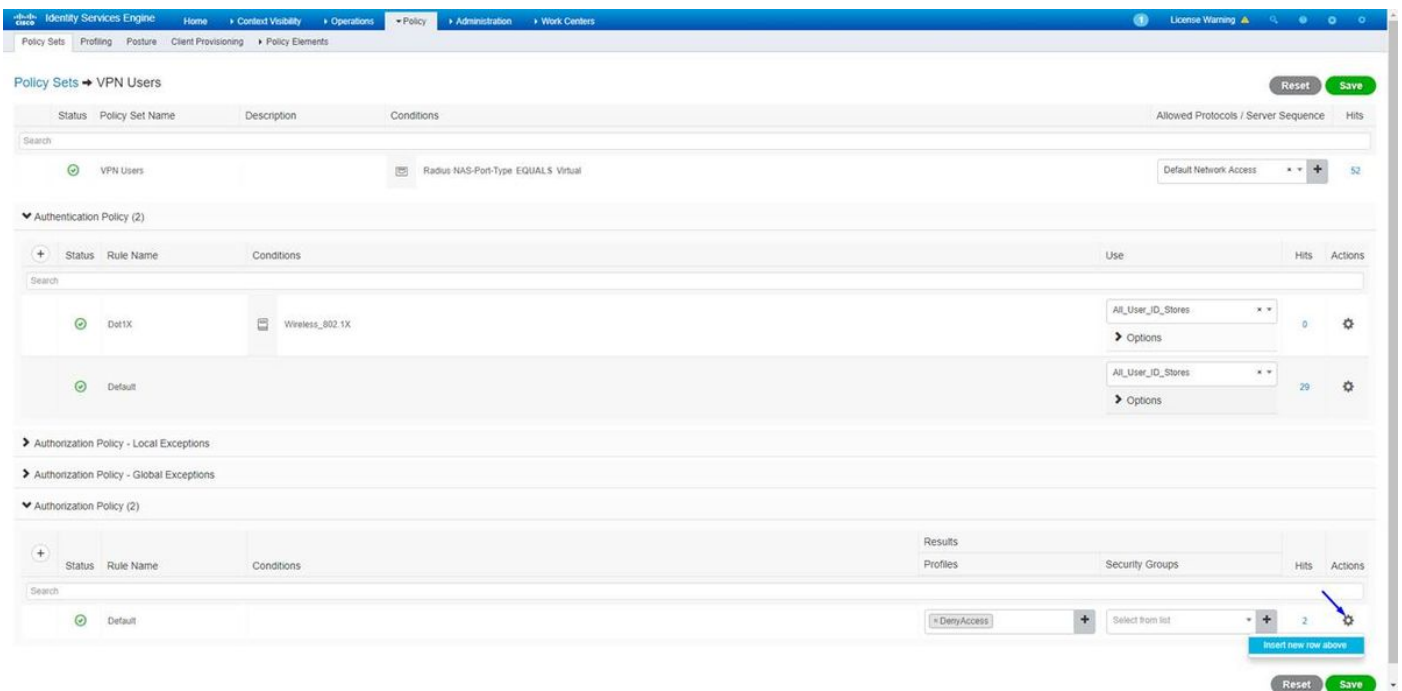 cisco Identity Services Engine Home Context Visibility Operations Policy Administration Work Centers 1 License Warning
Policy Sets Profiling Posture Client Provisioning Policy Elements
Policy Sets → VPN Users Reset Save
Status Policy Set Name Description Conditions Allowed Protocols / Server Sequence Hits
Search
VPN Users Radius·NAS-Port-Type EQUALS Virtual Default Network Access × + 52
Authentication Policy (2)
+ Status Rule Name Conditions Use Hits Actions
Search
Dot1X Wireless_802.1X All_User_ID_Stores × 0
Options
Default All_User_ID_Stores × 29
Options
Authorization Policy - Local Exceptions
Authorization Policy - Global Exceptions
Authorization Policy (2)
Results
+ Status Rule Name Conditions Profiles Security Groups Hits Actions
Search
Default ×DenyAccess + Select from list + 2
Insert new row above
Reset Save